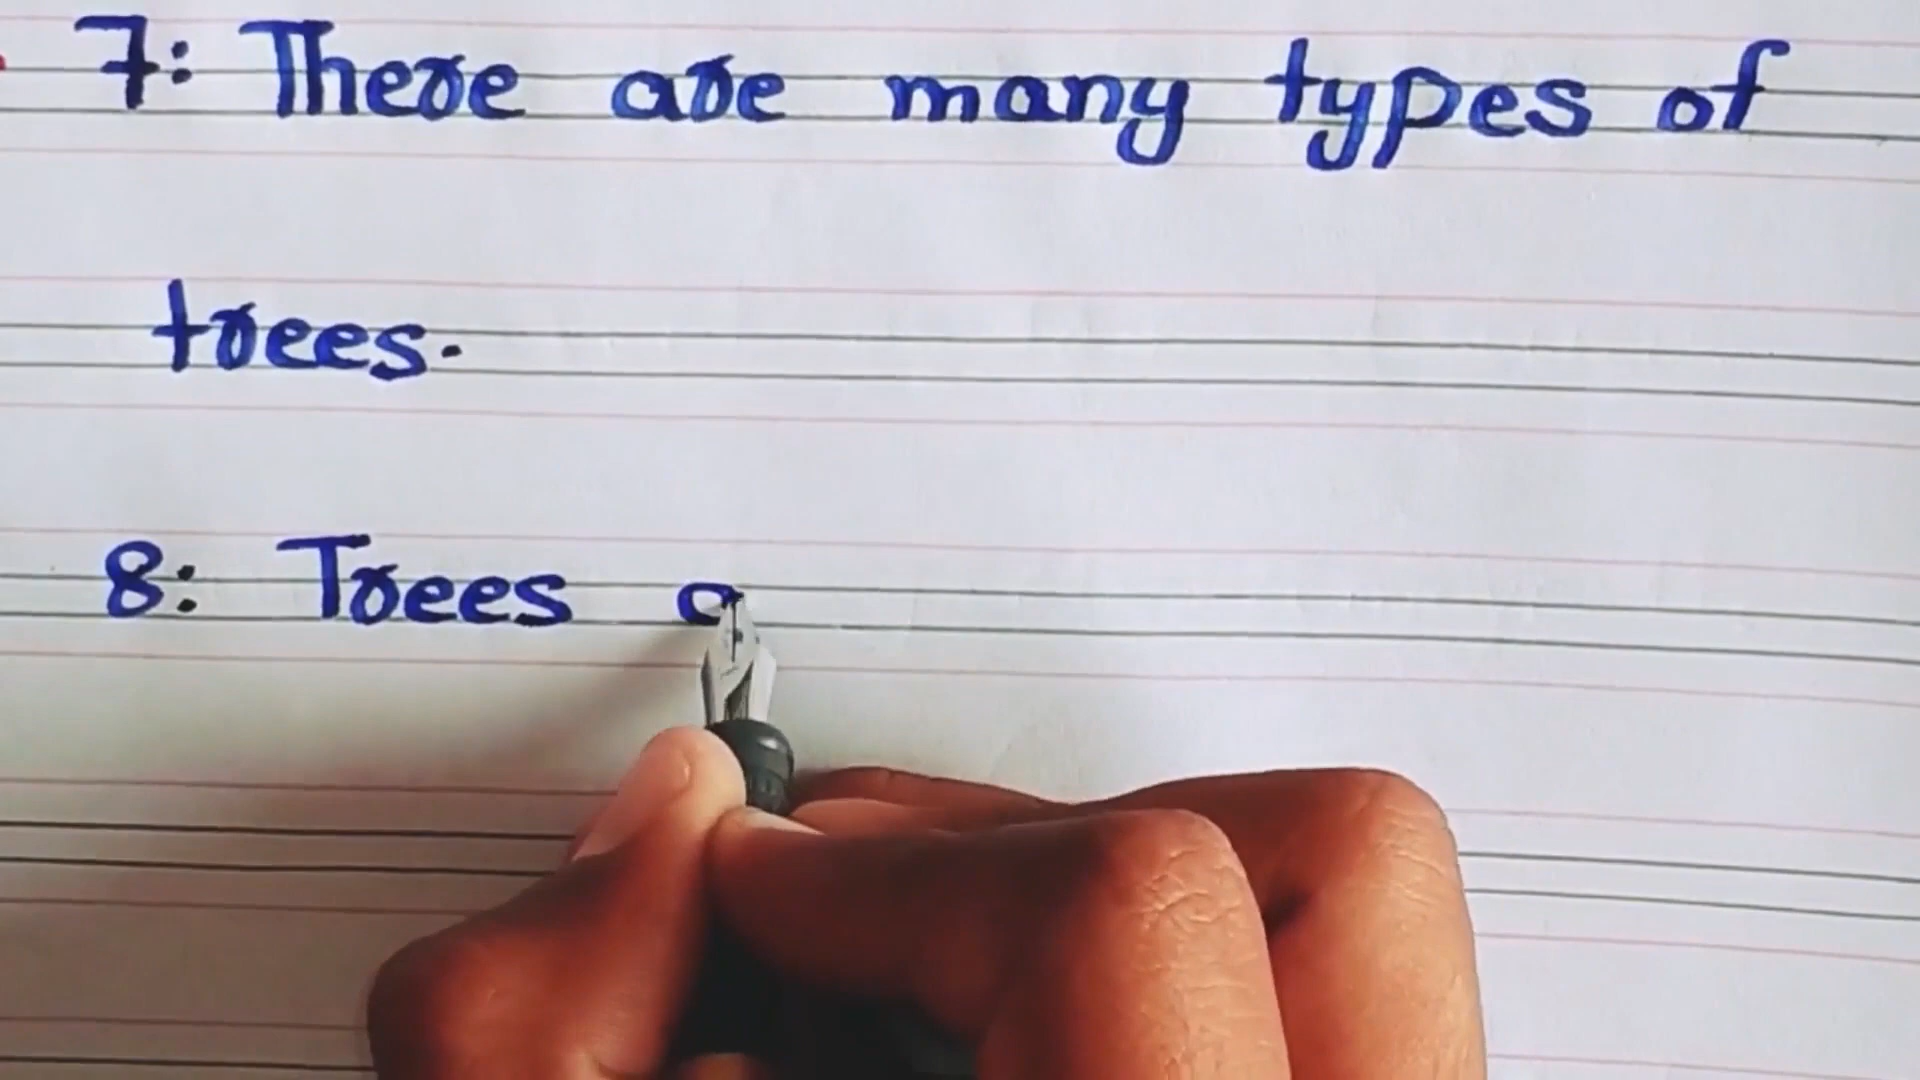 7: There are many types of
trees.
8: Trees